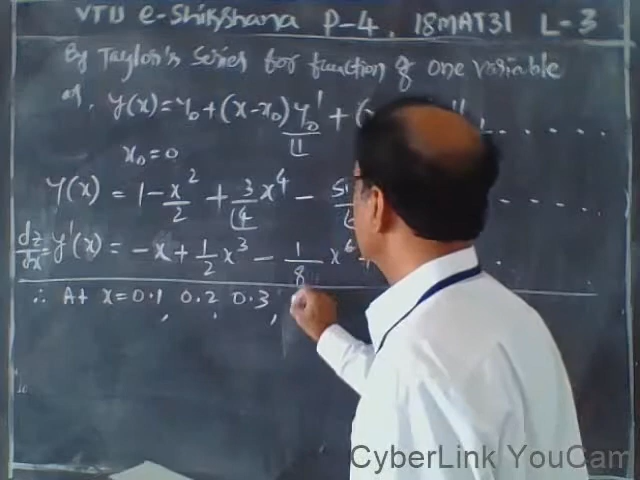 VTU e-Shikshana P-4, 18MAT31 L-3
By Taylor's Series for function of one variable
at, y(x) = y₀ + (x-x₀) y₀'/⌊1 + (x
x₀ = 0
y(x) = 1 - x²/2 + 3/⌊4 x⁴ - 
dz/dx = y'(x) = -x + 1/2 x³ - 1/8 x
∴ At x = 0.1, 0.2, 0.3,
CyberLink YouCam